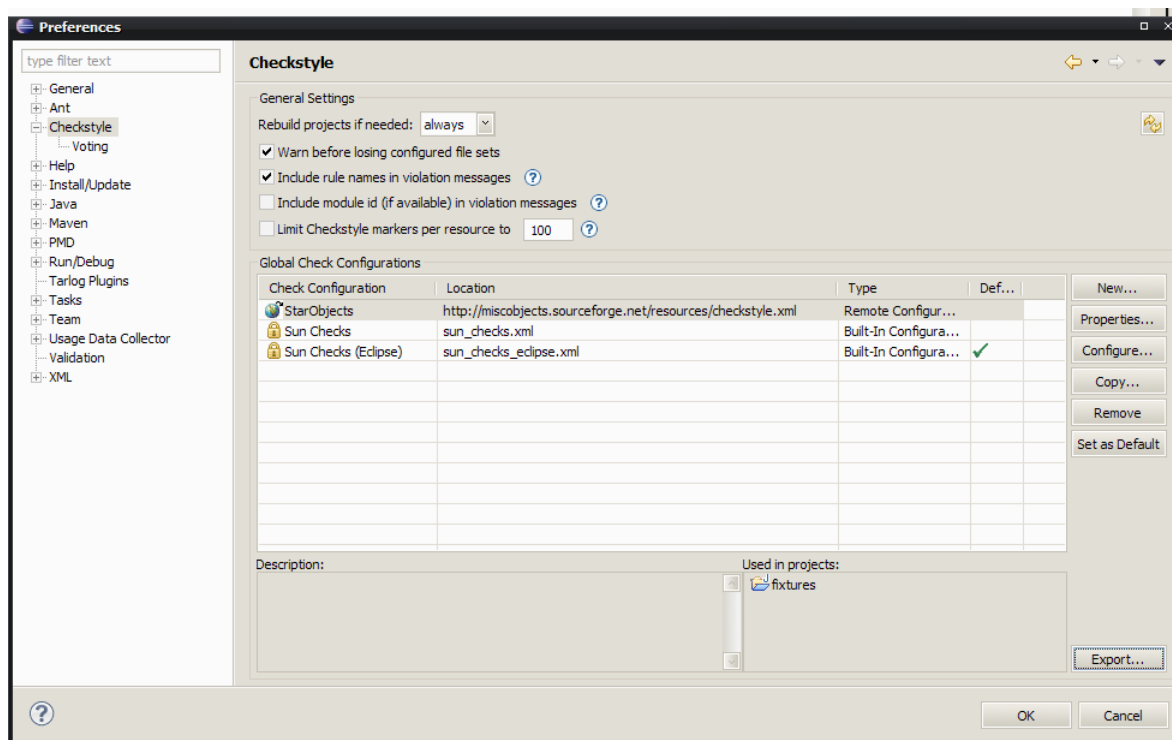 Preferences
type filter text
General
Ant
Checkstyle
Voting
Help
Install/Update
Java
Maven
PMD
Run/Debug
Tarlog Plugins
Tasks
Team
Usage Data Collector
Validation
XML
Checkstyle
General Settings
Rebuild projects if needed: always
Warn before losing configured file sets
Include rule names in violation messages
Include module id (if available) in violation messages
Limit Checkstyle markers per resource to 100
Global Check Configurations
Check Configuration Location Type Def...
StarObjects http://miscobjects.sourceforge.net/resources/checkstyle.xml Remote Configur...
Sun Checks sun_checks.xml Built-In Configura...
Sun Checks (Eclipse) sun_checks_eclipse.xml Built-In Configura...
New...
Properties...
Configure...
Copy...
Remove
Set as Default
Description: Used in projects:
fixtures
Export...
OK Cancel